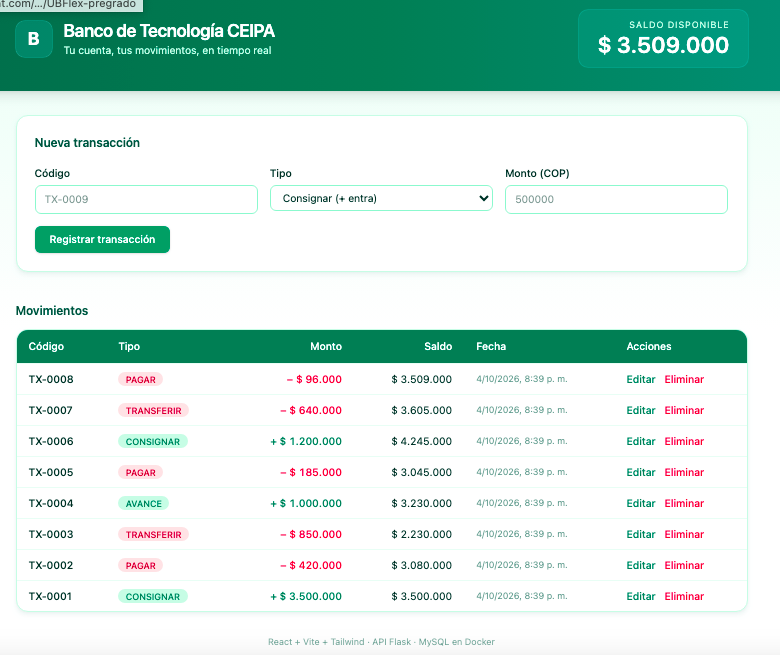 nt.com/.../UBFlex-pregrado
B
Banco de Tecnología CEIPA
Tu cuenta, tus movimientos, en tiempo real
SALDO DISPONIBLE
$ 3.509.000
Nueva transacción
Código Tipo Monto (COP)
TX-0009 Consignar (+ entra) 500000
Registrar transacción
Movimientos
Código Tipo Monto Saldo Fecha Acciones
TX-0008 PAGAR – $ 96.000 $ 3.509.000 4/10/2026, 8:39 p. m. Editar Eliminar
TX-0007 TRANSFERIR – $ 640.000 $ 3.605.000 4/10/2026, 8:39 p. m. Editar Eliminar
TX-0006 CONSIGNAR + $ 1.200.000 $ 4.245.000 4/10/2026, 8:39 p. m. Editar Eliminar
TX-0005 PAGAR – $ 185.000 $ 3.045.000 4/10/2026, 8:39 p. m. Editar Eliminar
TX-0004 AVANCE + $ 1.000.000 $ 3.230.000 4/10/2026, 8:39 p. m. Editar Eliminar
TX-0003 TRANSFERIR – $ 850.000 $ 2.230.000 4/10/2026, 8:39 p. m. Editar Eliminar
TX-0002 PAGAR – $ 420.000 $ 3.080.000 4/10/2026, 8:39 p. m. Editar Eliminar
TX-0001 CONSIGNAR + $ 3.500.000 $ 3.500.000 4/10/2026, 8:39 p. m. Editar Eliminar
React + Vite + Tailwind · API Flask · MySQL en Docker